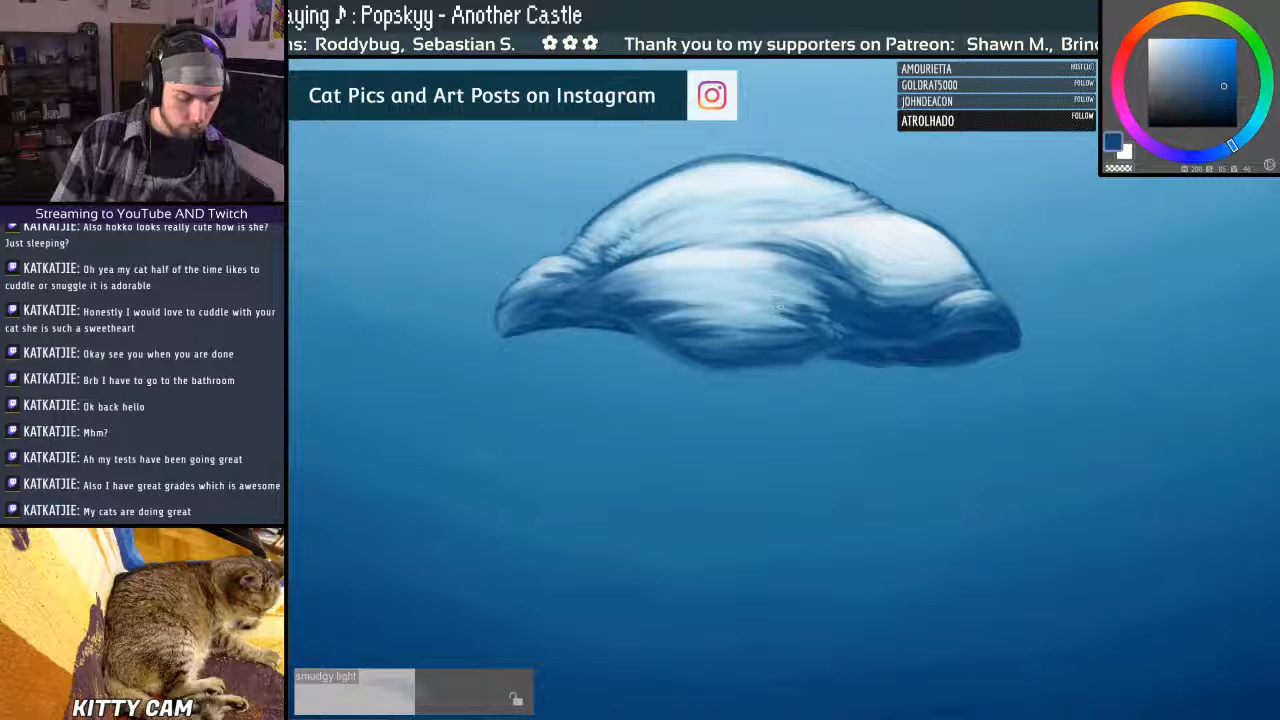 aying ♪ : Popskyy - Another Castle
ns: Roddybug, Sebastian S. ✿ ✿ ✿ Thank you to my supporters on Patreon: Shawn M., Brin
Cat Pics and Art Posts on Instagram
AMOURIETTA HOST
GOLDRAT5000 FOLLOW
JOHNDEACON FOLLOW
ATROLHADO FOLLOW
Streaming to YouTube AND Twitch
KATKATJIE: Also hokko looks really cute how is she?
Just sleeping?
KATKATJIE: Oh yea my cat half of the time likes to
cuddle or snuggle it is adorable
KATKATJIE: Honestly I would love to cuddle with your
cat she is such a sweetheart
KATKATJIE: Okay see you when you are done
KATKATJIE: Brb I have to go to the bathroom
KATKATJIE: Ok back hello
KATKATJIE: Mhm?
KATKATJIE: Ah my tests have been going great
KATKATJIE: Also I have great grades which is awesome
KATKATJIE: My cats are doing great
smudgy light
KITTY CAM